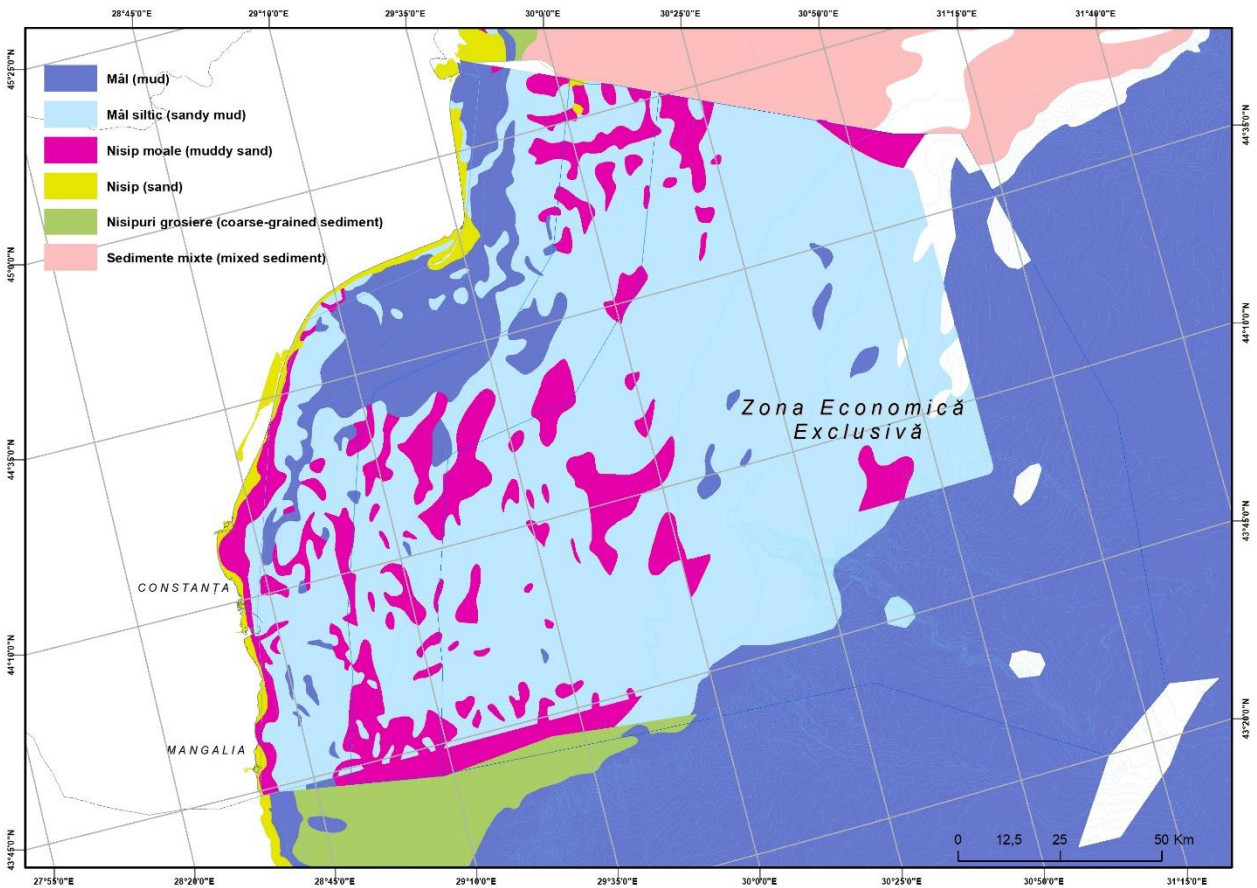 28°45'0"E 29°10'0"E 29°35'0"E 30°0'0"E 30°25'0"E 30°50'0"E 31°15'0"E 31°40'0"E
45°25'0"N
45°0'0"N
44°35'0"N
44°10'0"N
43°45'0"N
Mâl (mud)
Mâl siltic (sandy mud)
Nisip moale (muddy sand)
Nisip (sand)
Nisipuri grosiere (coarse-grained sediment)
Sedimente mixte (mixed sediment)
Zona Economică
Exclusivă
CONSTANȚA
MANGALIA
44°35'0"N
44°10'0"N
43°45'0"N
43°20'0"N
0 12,5 25 50 Km
27°55'0"E 28°20'0"E 28°45'0"E 29°10'0"E 29°35'0"E 30°0'0"E 30°25'0"E 30°50'0"E 31°15'0"E